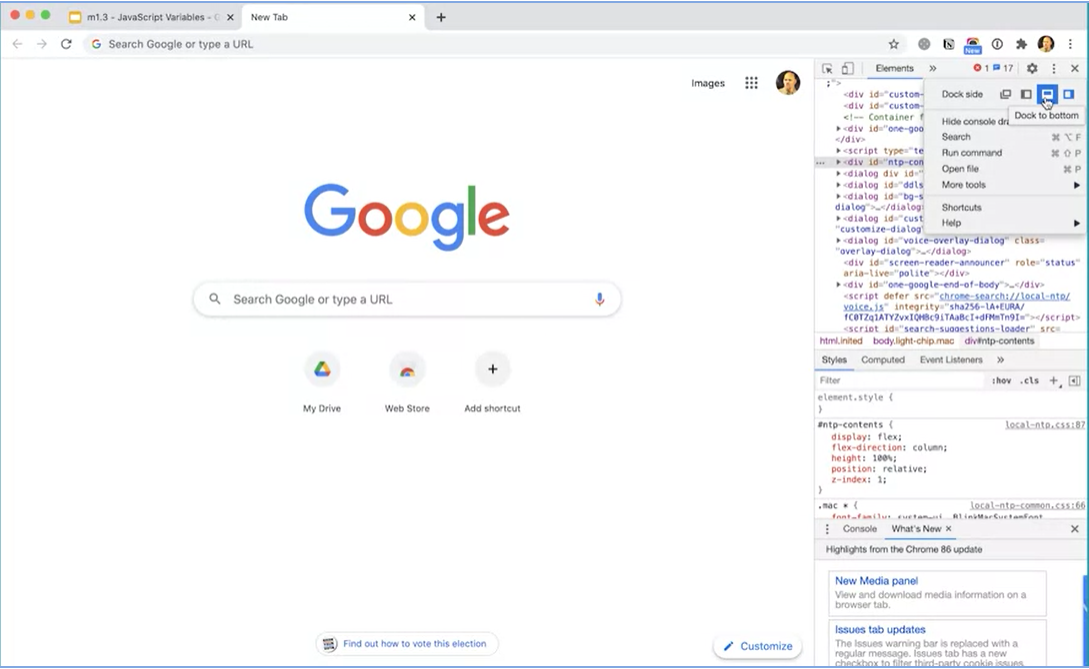 m1.3 - JavaScript Variables -
New Tab
Search Google or type a URL
New
Images
Google
Search Google or type a URL
My Drive
Web Store
Add shortcut
Find out how to vote this election
Customize
Elements
1
17
Dock side
Dock to bottom
Hide console
Search ⌘ ⌥ F
Run command ⌘ ⇧ P
Open file ⌘ P
More tools
Shortcuts
Help
;">
<div id="custom-
<div id="custom-
<!-- Container
<div id="one-goo
</div>
<script type="te
<div id="ntp-con
<dialog div id="
<dialog id="ddls
<dialog id="bg-s
dialog">…</dialog>
<dialog id="cust
"customize-dialog"
<dialog id="voice-overlay-dialog" class=
"overlay-dialog">…</dialog>
<div id="screen-reader-announcer" role="status"
aria-live="polite"></div>
<div id="one-google-end-of-body">…</div>
<script defer src="chrome-search://local-ntp/
voice.js" integrity="sha256-
</script>
<script id="search-suggestions-loader" src=
html.inited body.light-chip.mac div#ntp-contents
Styles Computed Event Listeners
Filter :hov .cls +
element.style {
}
#ntp-contents { local-ntp.css:87
display: flex;
flex-direction: column;
height: 100%;
position: relative;
z-index: 1;
}
.mac * { local-ntp-common.css:66
font-family: system-ui, BlinkMacSystemFont,
Console What's New
Highlights from the Chrome 86 update
New Media panel
View and download media information on a
browser tab.
Issues tab updates
The Issues warning bar is replaced with a
regular message. Issues tab has a new
checkbox to filter third-party cookie issues.